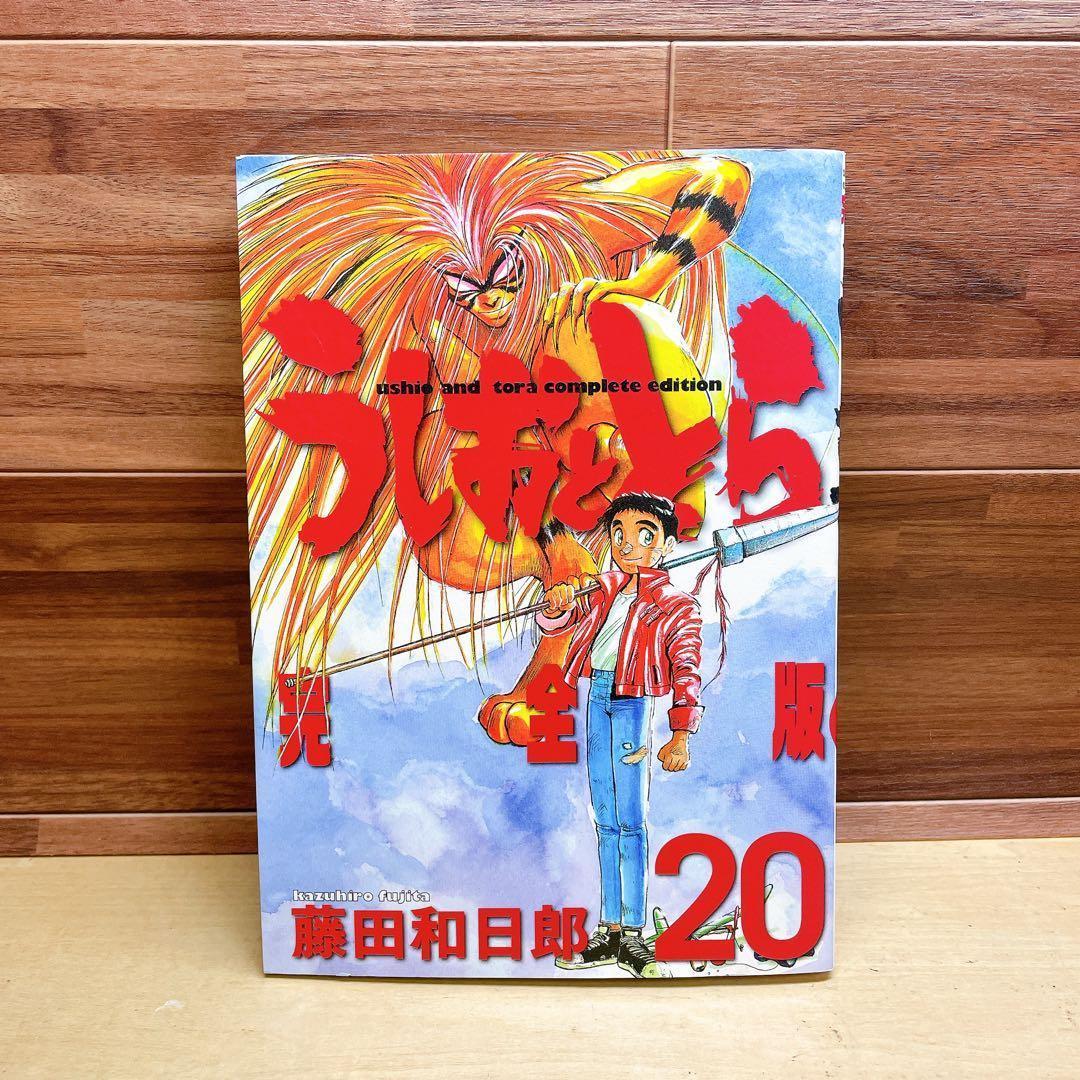 うしおととら
ushio and tora complete edition
完全版
kazuhiro fujita
藤田和日郎
20